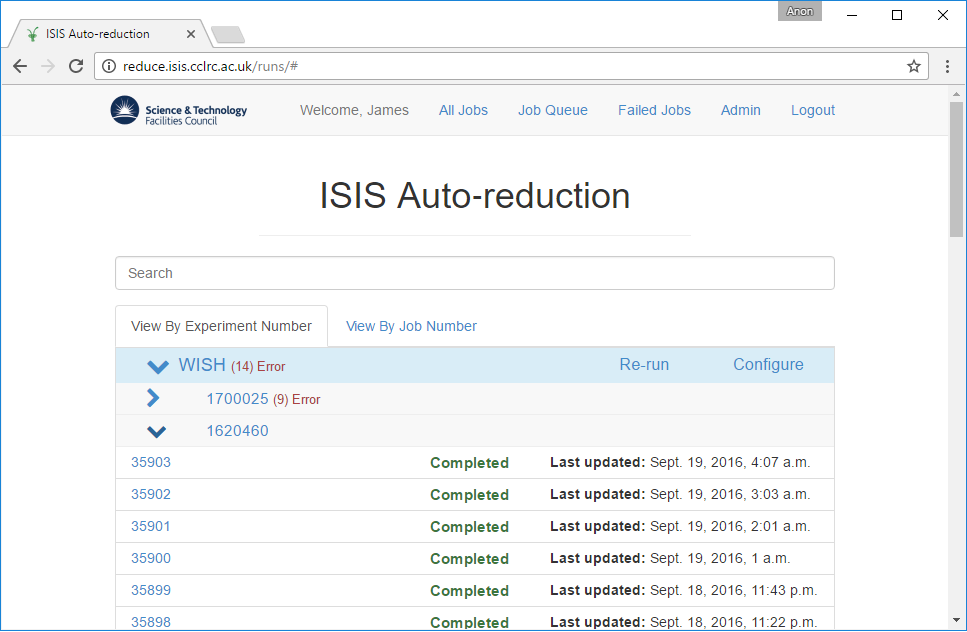 Anon
ISIS Auto-reduction
reduce.isis.cclrc.ac.uk/runs/#
Science & Technology
Facilities Council
Welcome, James All Jobs Job Queue Failed Jobs Admin Logout
ISIS Auto-reduction
Search
View By Experiment Number View By Job Number
WISH (14) Error Re-run Configure
1700025 (9) Error
1620460
35903 Completed Last updated: Sept. 19, 2016, 4:07 a.m.
35902 Completed Last updated: Sept. 19, 2016, 3:03 a.m.
35901 Completed Last updated: Sept. 19, 2016, 2:01 a.m.
35900 Completed Last updated: Sept. 19, 2016, 1 a.m.
35899 Completed Last updated: Sept. 18, 2016, 11:43 p.m.
35898 Completed Last updated: Sept. 18, 2016, 11:22 p.m.